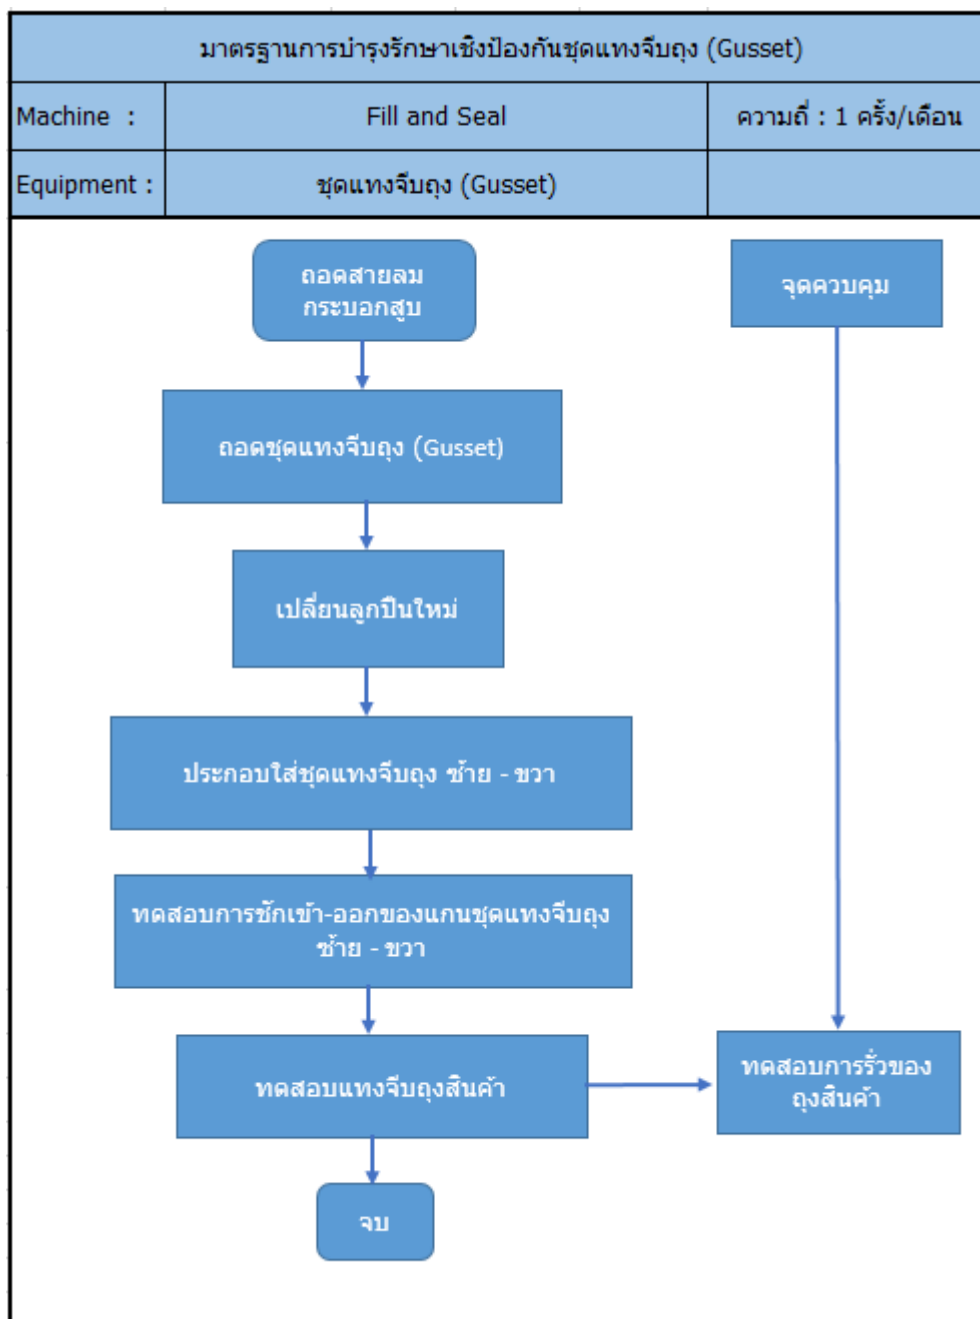 มาตรฐานการบำรุงรักษาเชิงป้องกันชุดแทงจีบถุง (Gusset)
Machine :
Fill and Seal
ความถี่ : 1 ครั้ง/เดือน
Equipment :
ชุดแทงจีบถุง (Gusset)
ถอดสายลม
กระบอกสูบ
จุดควบคุม
ถอดชุดแทงจีบถุง (Gusset)
เปลี่ยนลูกปืนใหม่
ประกอบใส่ชุดแทงจีบถุง ซ้าย - ขวา
ทดสอบการชักเข้า-ออกของแกนชุดแทงจีบถุง
ซ้าย - ขวา
ทดสอบแทงจีบถุงสินค้า
ทดสอบการรั่วของ
ถุงสินค้า
จบ